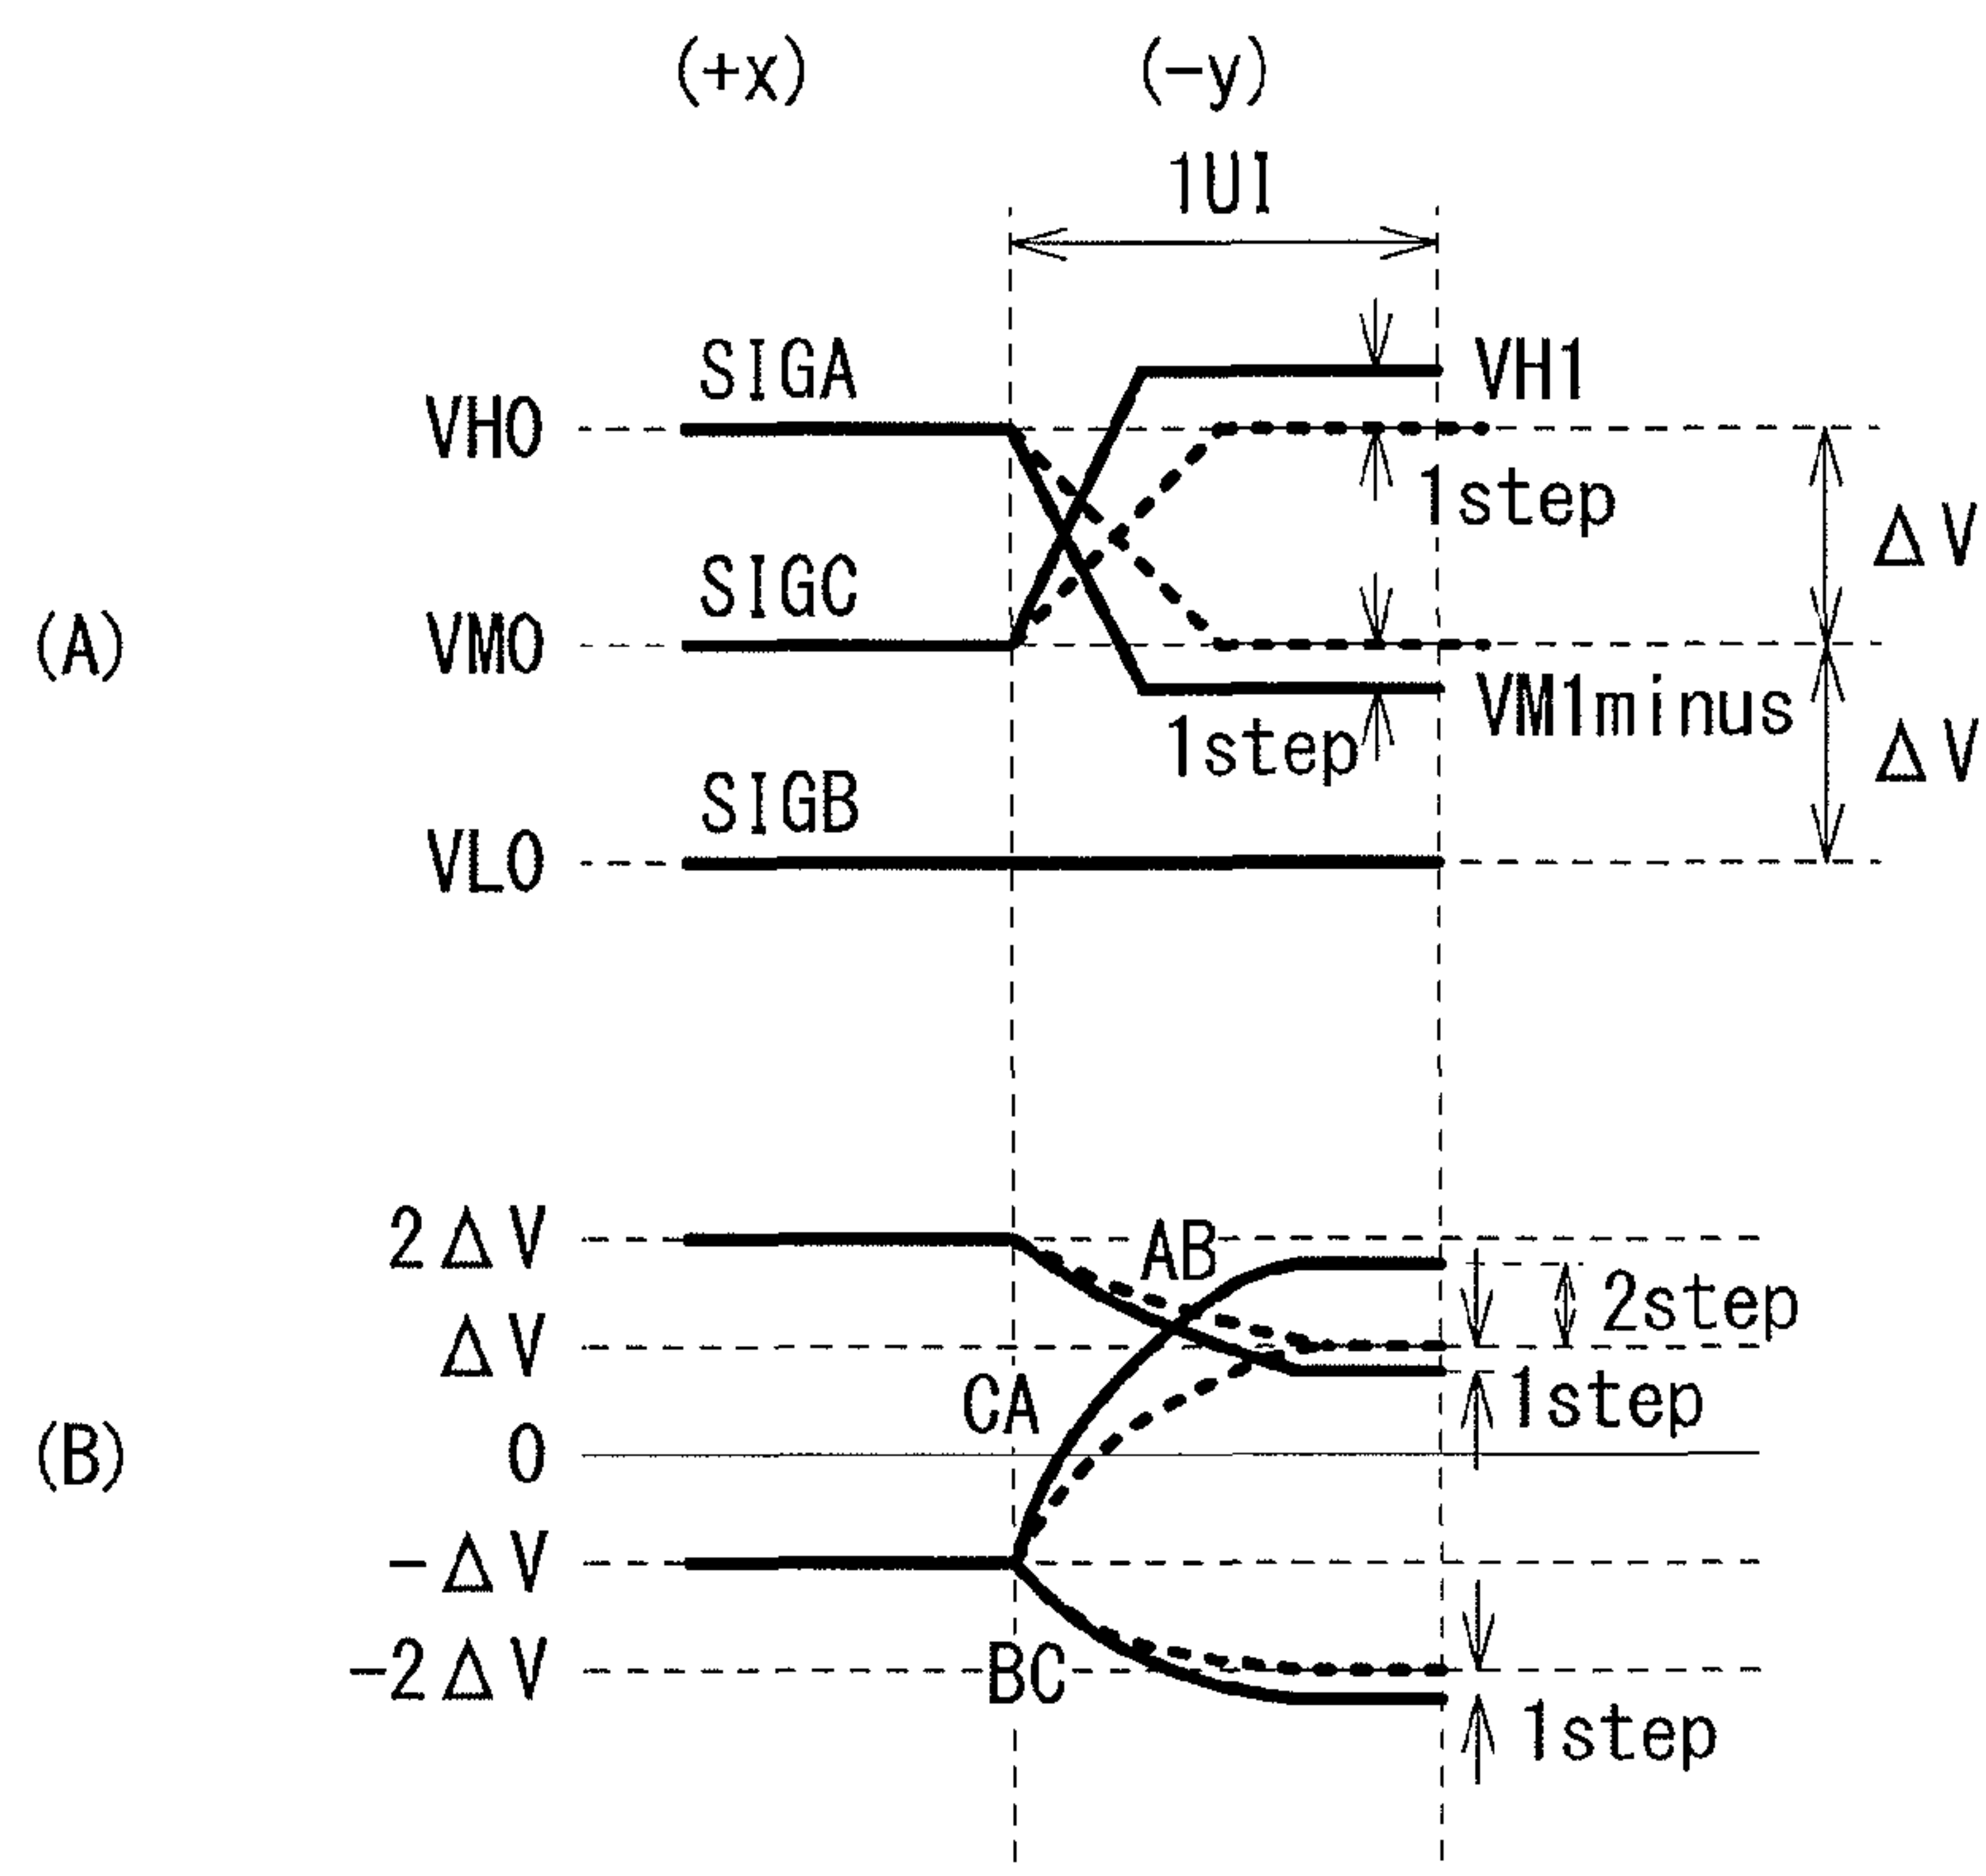 (+x) (-y)
1UI
SIGA VH1
VH0
1step
ΔV
SIGC
(A) VM0
VM1minus
1step ΔV
SIGB
VL0
2ΔV AB
2step
ΔV
CA 1step
(B) 0
-ΔV
-2ΔV BC
1step